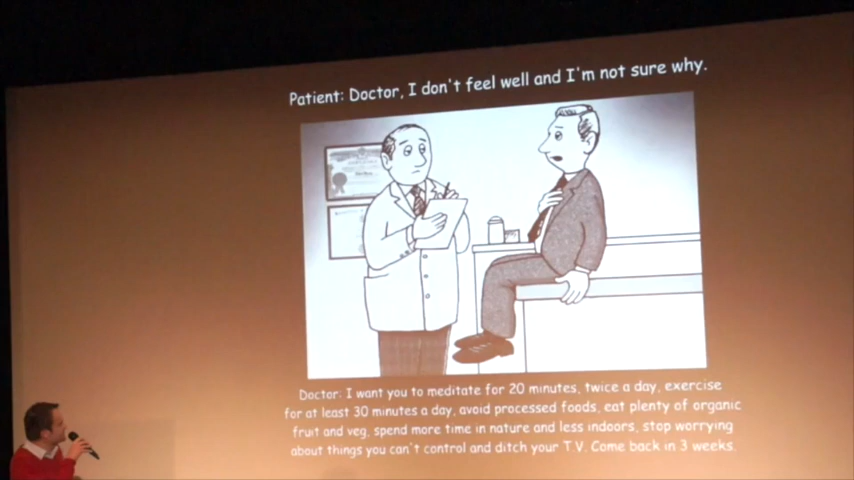 Patient: Doctor, I don't feel well and I'm not sure why.
Doctor: I want you to meditate for 20 minutes, twice a day, exercise
for at least 30 minutes a day, avoid processed foods, eat plenty of organic
fruit and veg, spend more time in nature and less indoors, stop worrying
about things you can't control and ditch your T.V. Come back in 3 weeks.